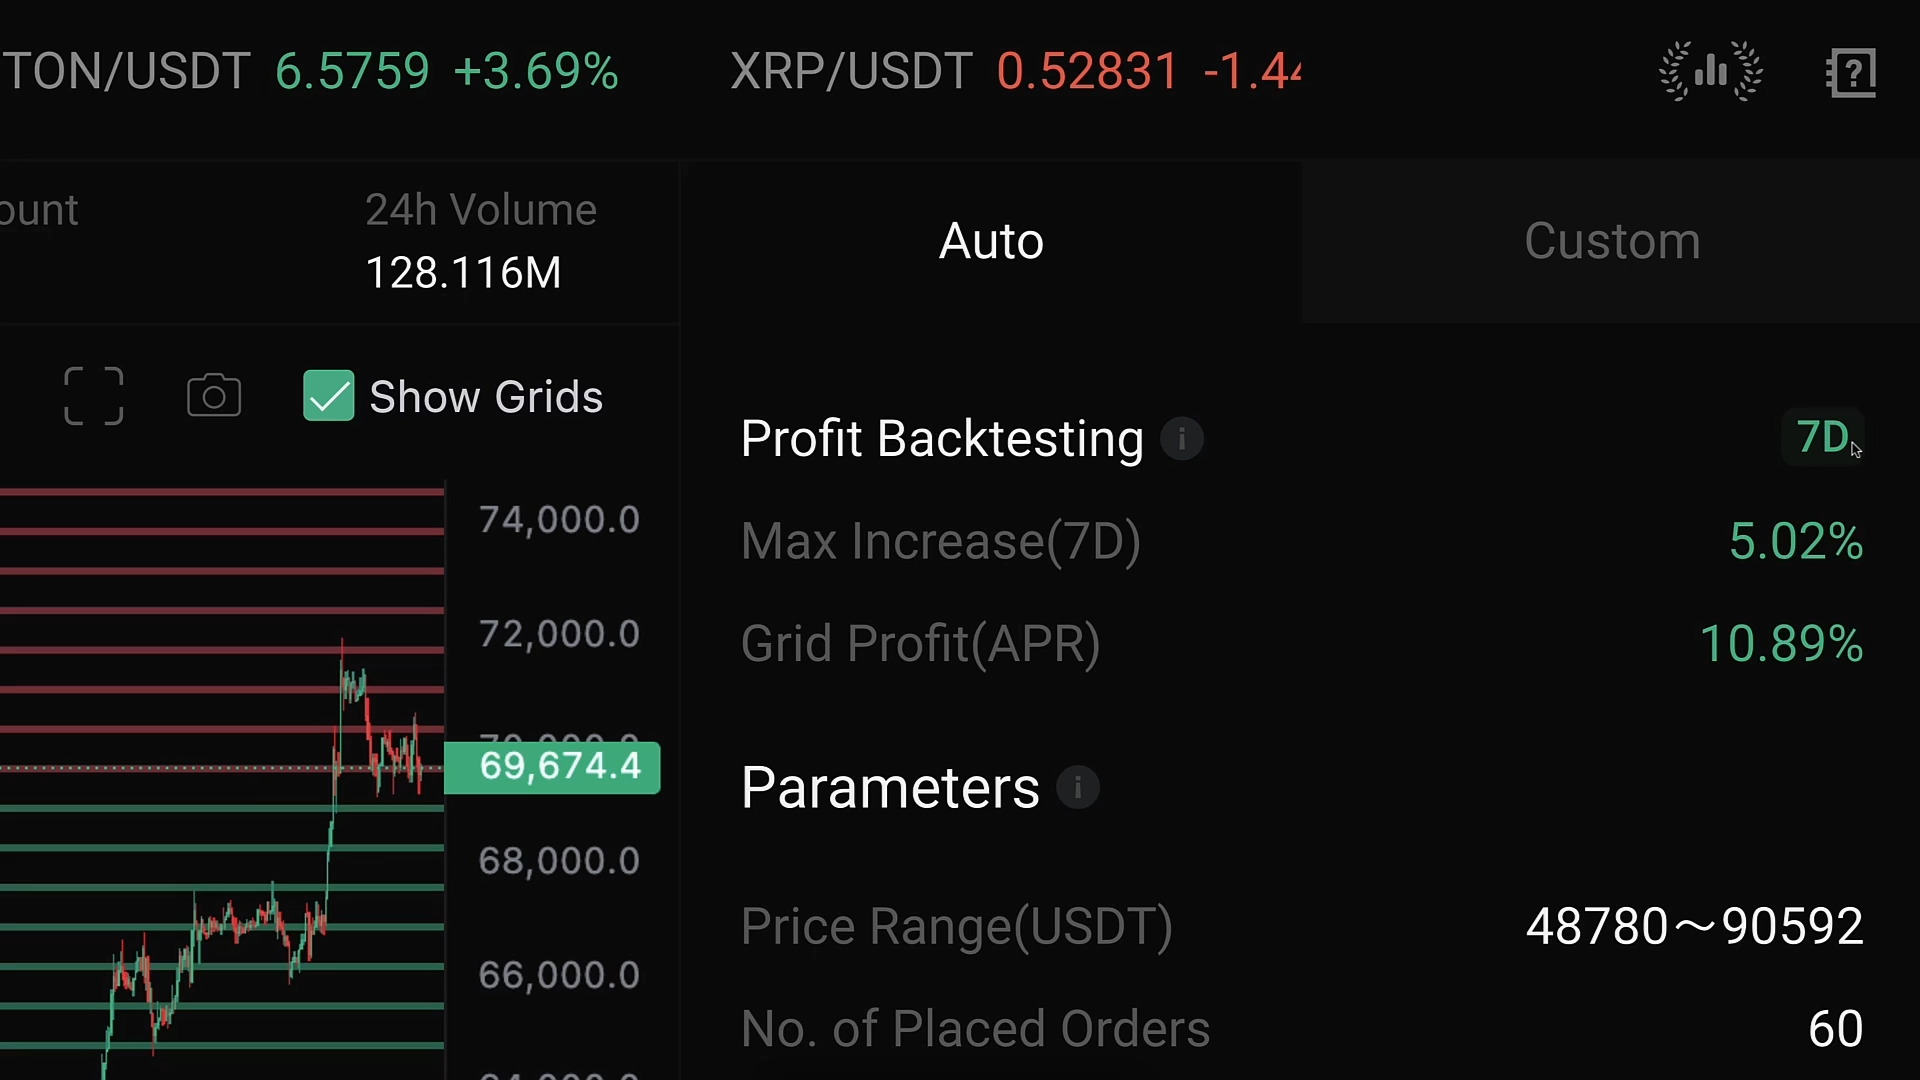 TON/USDT 6.5759 +3.69% XRP/USDT 0.52831 -1.44
ount
24h Volume
128.116M
Auto
Custom
Show Grids
Profit Backtesting
7D
Max Increase(7D) 5.02%
Grid Profit(APR) 10.89%
Parameters
Price Range(USDT) 48780~90592
No. of Placed Orders 60
74,000.0
72,000.0
69,674.4
68,000.0
66,000.0